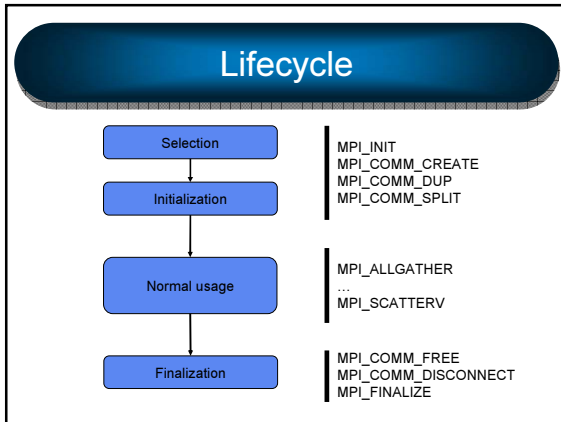 Lifecycle
Selection
Initialization
MPI_INIT
MPI_COMM_CREATE
MPI_COMM_DUP
MPI_COMM_SPLIT
Normal usage
MPI_ALLGATHER
...
MPI_SCATTERV
Finalization
MPI_COMM_FREE
MPI_COMM_DISCONNECT
MPI_FINALIZE